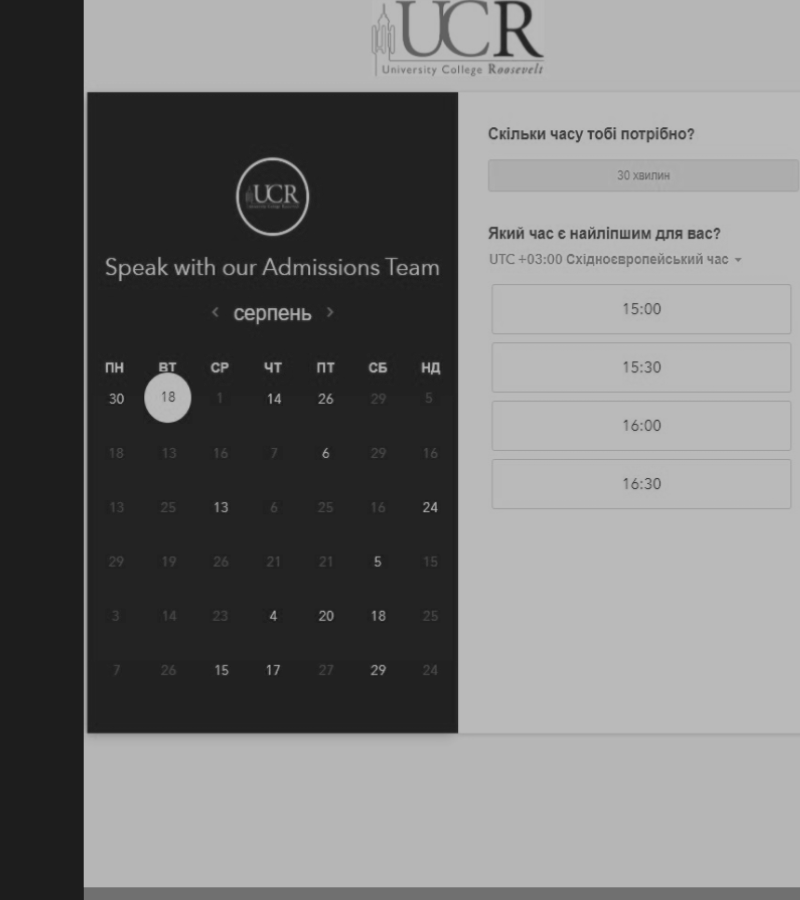 UCR
University College Roosevelt
UCR
Speak with our Admissions Team
< серпень >
ПН ВТ СР ЧТ ПТ СБ НД
30 18 1 14 26 29 5
18 13 16 7 6 29 16
13 25 13 6 25 16 24
29 19 26 21 21 5 15
3 14 23 4 20 18 25
7 26 15 17 27 29 24
Скільки часу тобі потрібно?
30 хвилин
Який час є найліпшим для вас?
UTC +03:00 Східноєвропейський час
15:00
15:30
16:00
16:30